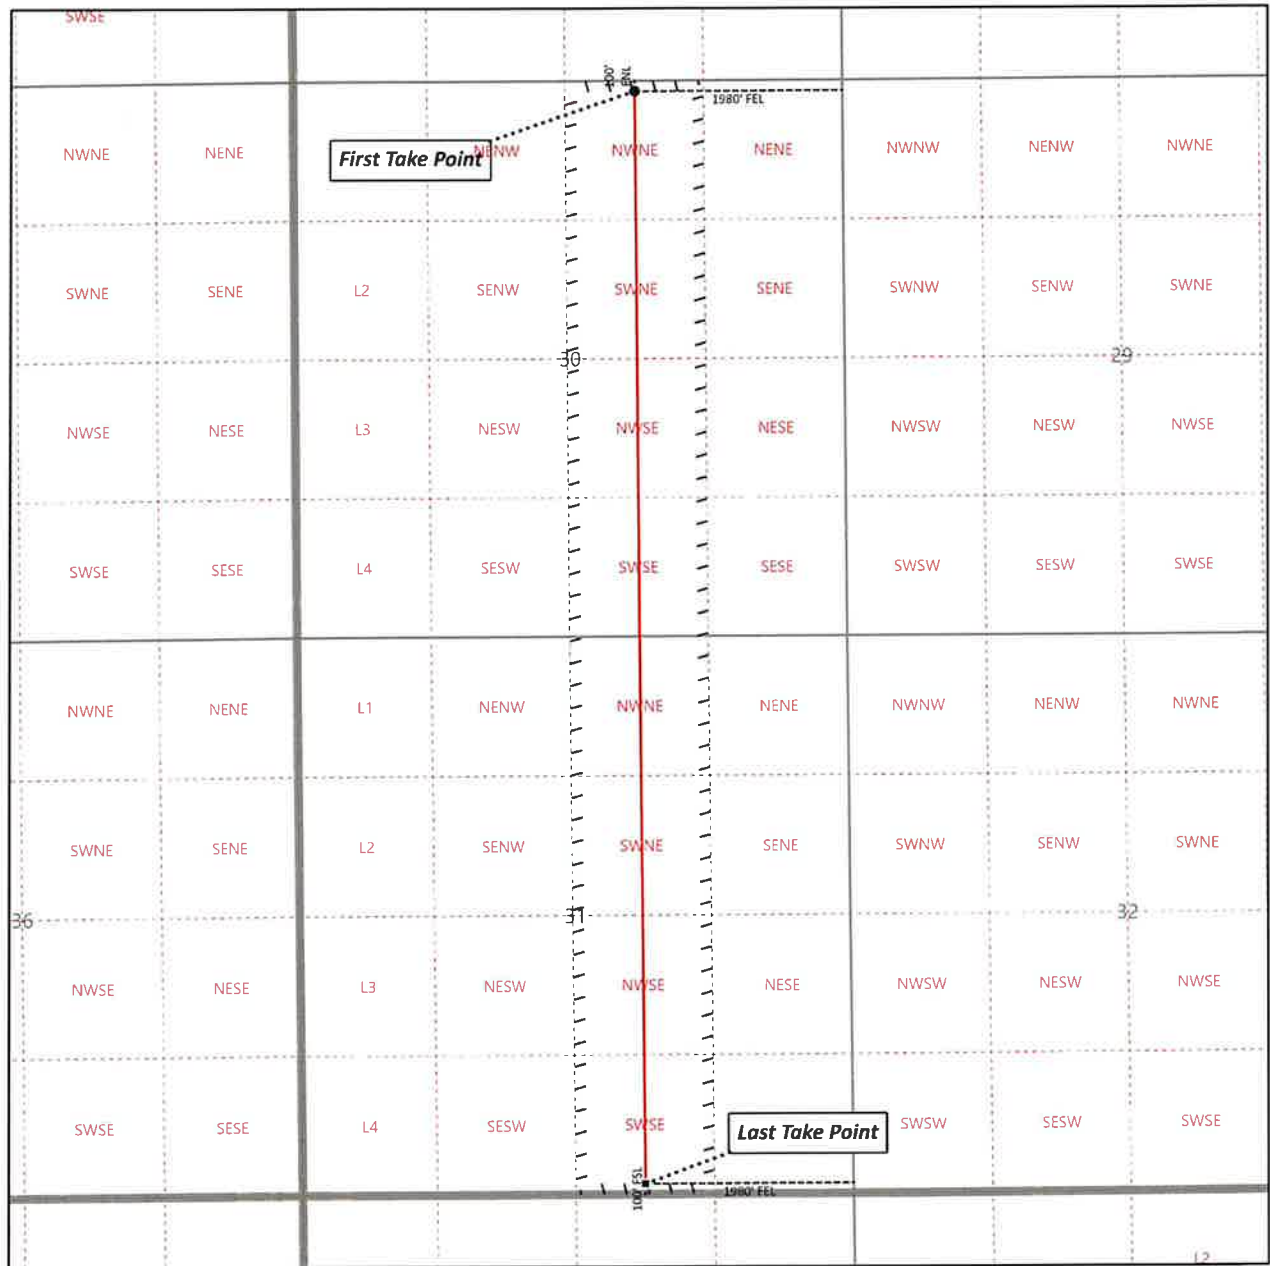 SWSE
100' FNL
1980' FEL
First Take Point
NWNE NENE NENW NWNE NENE NWNW NENW NWNE
SWNE SENE L2 SENW SWNE SENE SWNW SENW SWNE
30 29
NWSE NESE L3 NESW NWSE NESE NWSW NESW NWSE
SWSE SESE L4 SESW SWSE SESE SWSW SESW SWSE
NWNE NENE L1 NENW NWNE NENE NWNW NENW NWNE
SWNE SENE L2 SENW SWNE SENE SWNW SENW SWNE
36 31 32
NWSE NESE L3 NESW NWSE NESE NWSW NESW NWSE
SWSE SESE L4 SESW SWSE SWSW SESW SWSE
Last Take Point
100' FSL
1980' FEL
L2